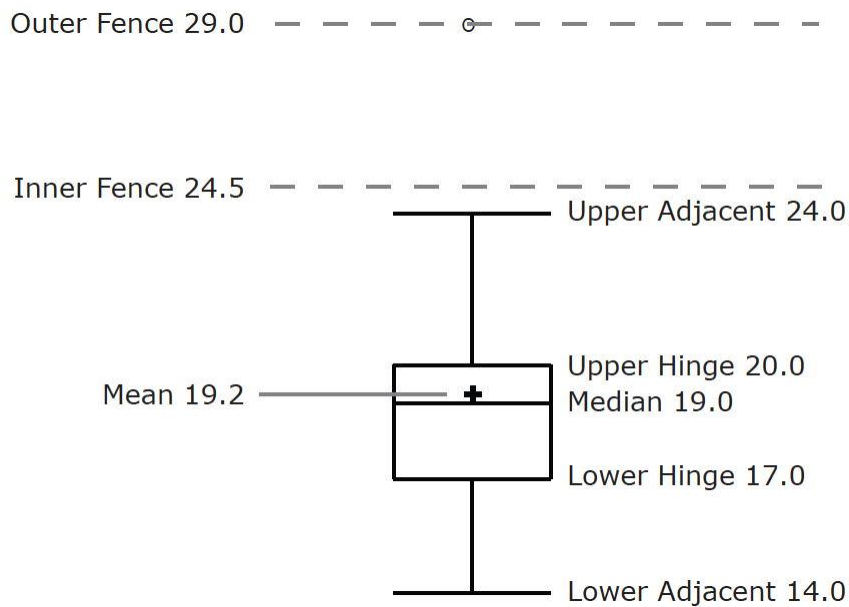 Outer Fence 29.0
Inner Fence 24.5
Upper Adjacent 24.0
Upper Hinge 20.0
Mean 19.2
Median 19.0
Lower Hinge 17.0
Lower Adjacent 14.0